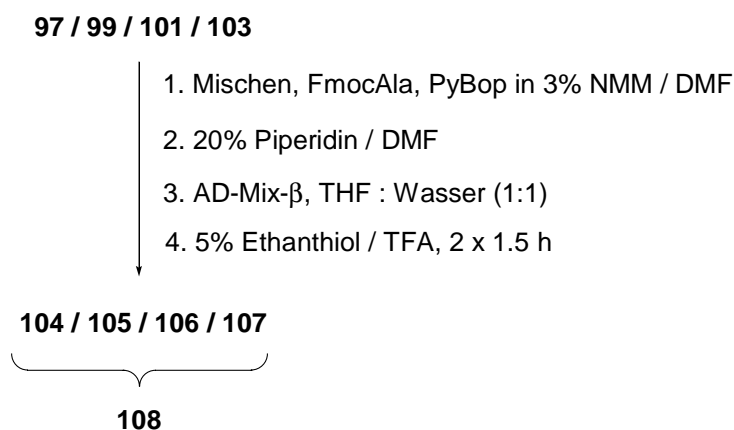 97 / 99 / 101 / 103
1. Mischen, FmocAla, PyBop in 3% NMM / DMF
2. 20% Piperidin / DMF
3. AD-Mix-β, THF : Wasser (1:1)
4. 5% Ethanthiol / TFA, 2 x 1.5 h
104 / 105 / 106 / 107
108